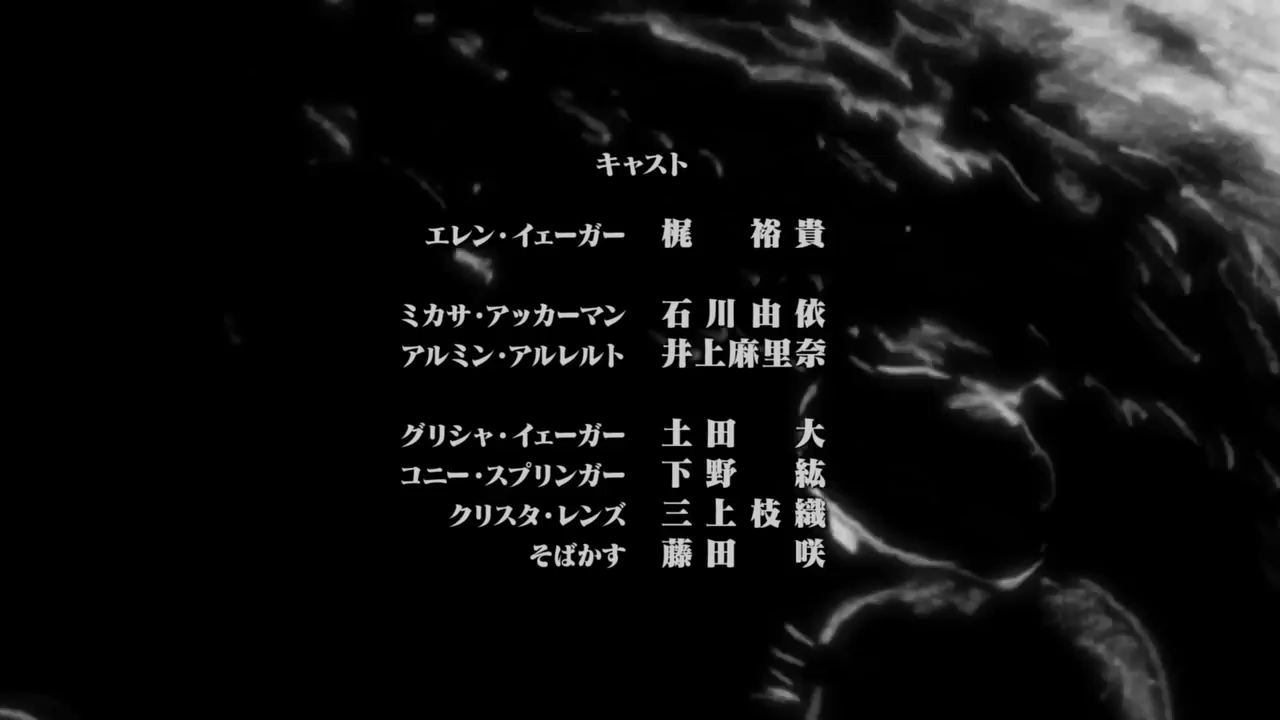 キャスト
エレン・イェーガー 梶 裕貴
ミカサ・アッカーマン 石川由依
アルミン・アルレルト 井上麻里奈
グリシャ・イェーガー 土田 大
コニー・スプリンガー 下野 紘
クリスタ・レンズ 三上枝織
そばかす 藤田 咲